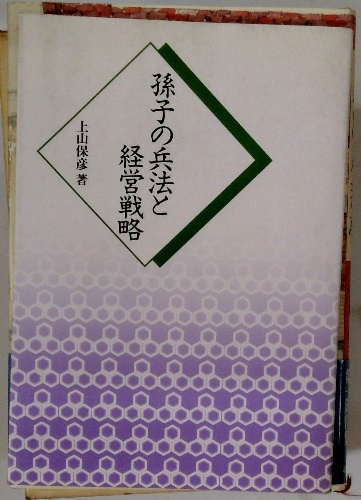 孫子の兵法と
経営戦略
上山保彦 著